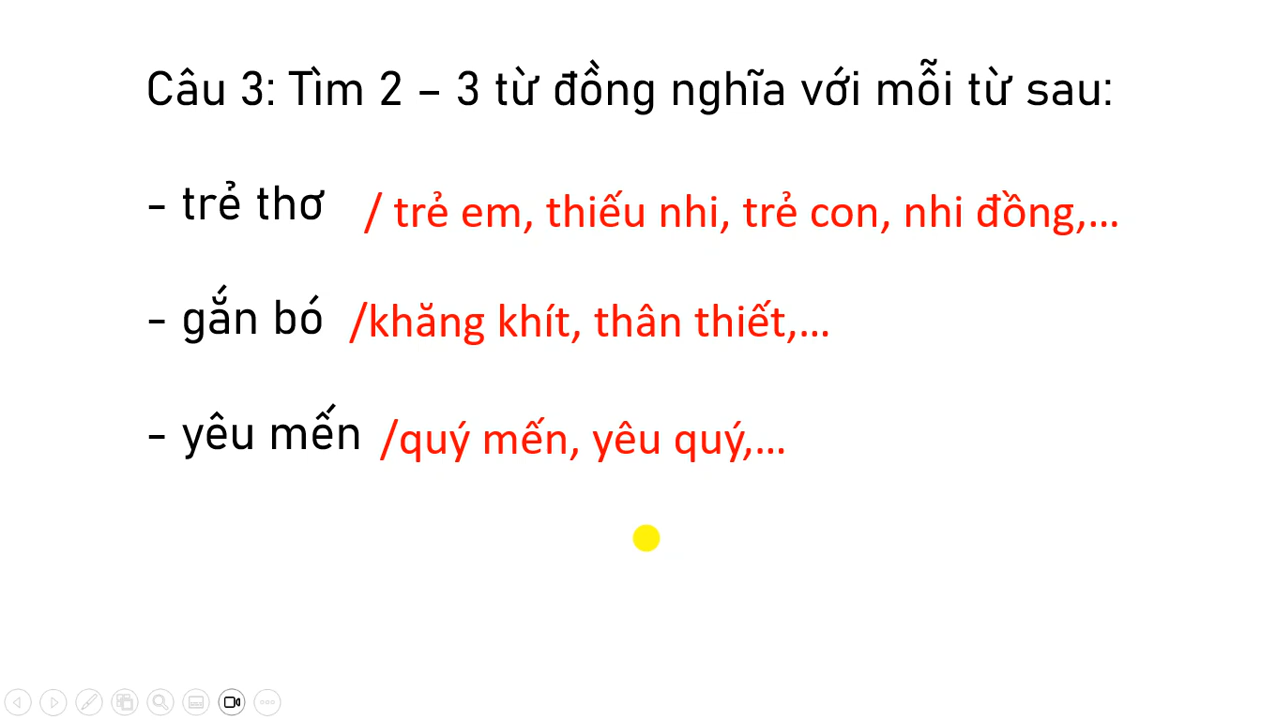 Câu 3: Tìm 2 – 3 từ đồng nghĩa với mỗi từ sau:
- trẻ thơ / trẻ em, thiếu nhi, trẻ con, nhi đồng,...
- gắn bó /khăng khít, thân thiết,...
- yêu mến /quý mến, yêu quý,...